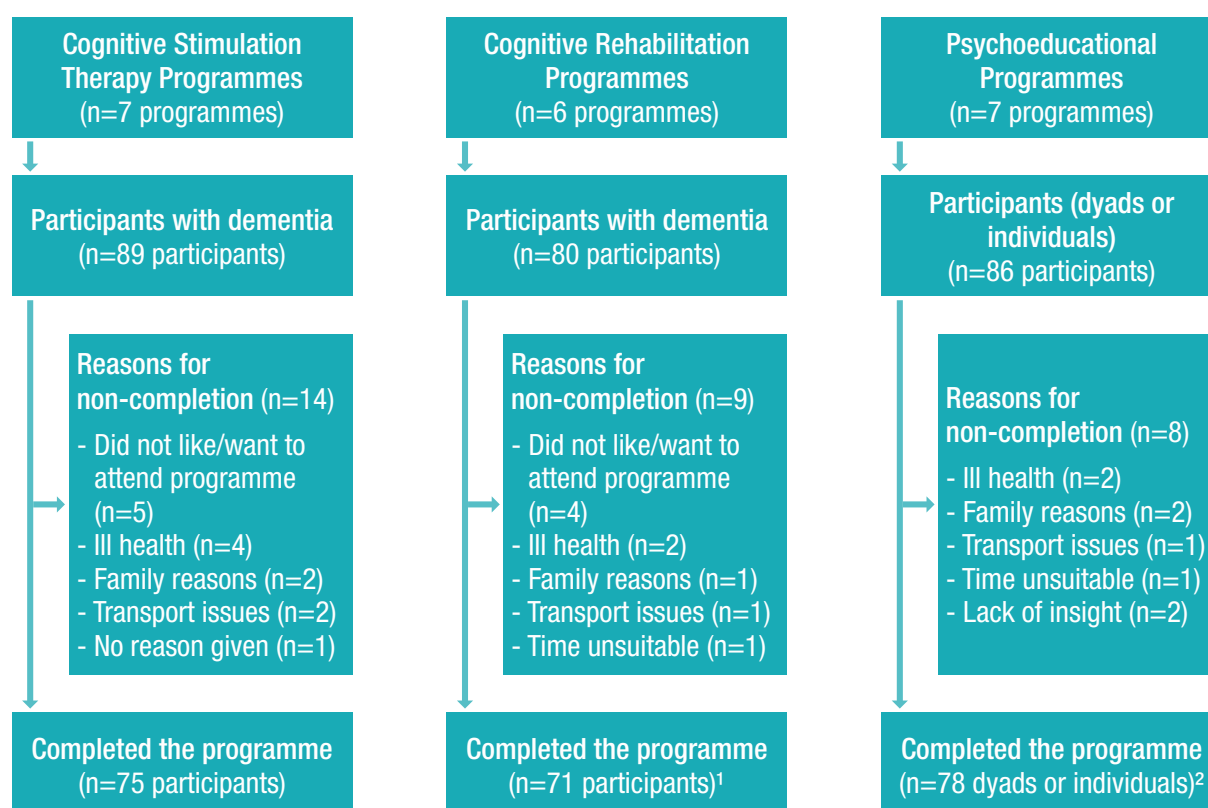 Cognitive Stimulation
Therapy Programmes
(n=7 programmes)
Participants with dementia
(n=89 participants)
Reasons for
non-completion (n=14)
- Did not like/want to
attend programme
(n=5)
- Ill health (n=4)
- Family reasons (n=2)
- Transport issues (n=2)
- No reason given (n=1)
Completed the programme
(n=75 participants)
Cognitive Rehabilitation
Programmes
(n=6 programmes)
Participants with dementia
(n=80 participants)
Reasons for
non-completion (n=9)
- Did not like/want to
attend programme
(n=4)
- Ill health (n=2)
- Family reasons (n=1)
- Transport issues (n=1)
- Time unsuitable (n=1)
Completed the programme
(n=71 participants)¹
Psychoeducational
Programmes
(n=7 programmes)
Participants (dyads or
individuals)
(n=86 participants)
Reasons for
non-completion (n=8)
- Ill health (n=2)
- Family reasons (n=2)
- Transport issues (n=1)
- Time unsuitable (n=1)
- Lack of insight (n=2)
Completed the programme
(n=78 dyads or individuals)²